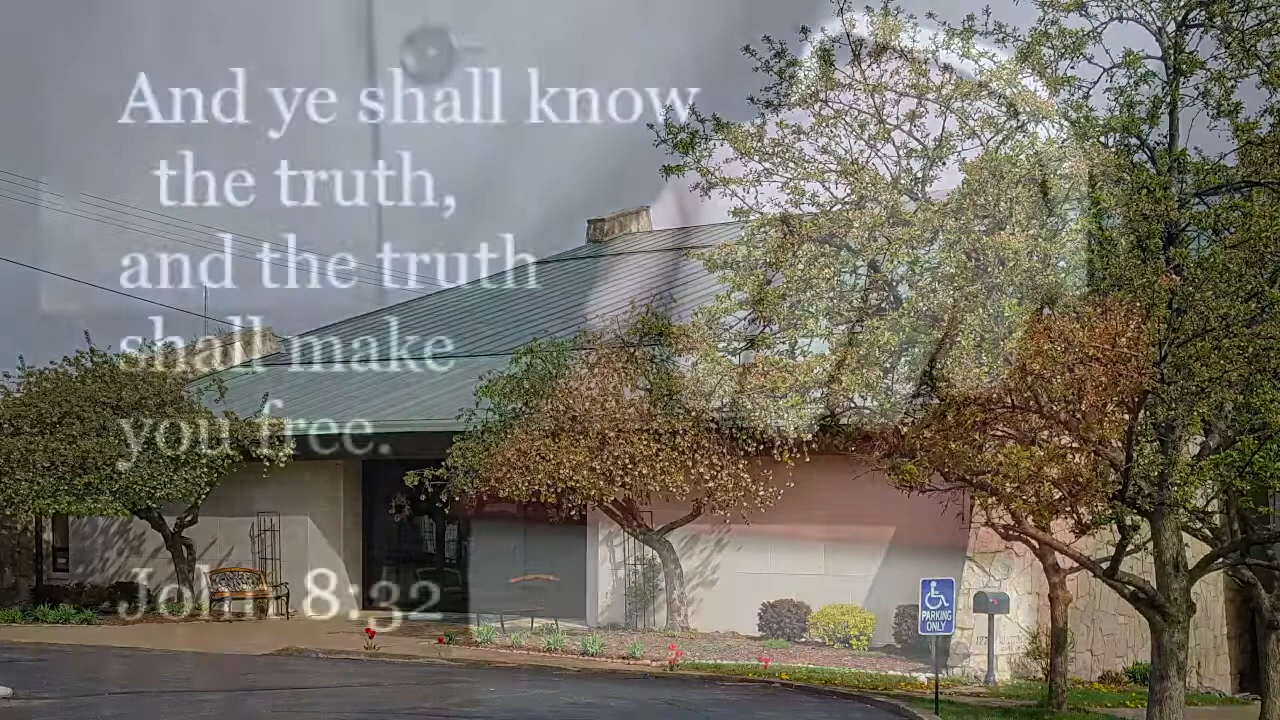 And ye shall know
the truth,
and the truth
shall make
you free.
John 8:32
PARKING
ONLY